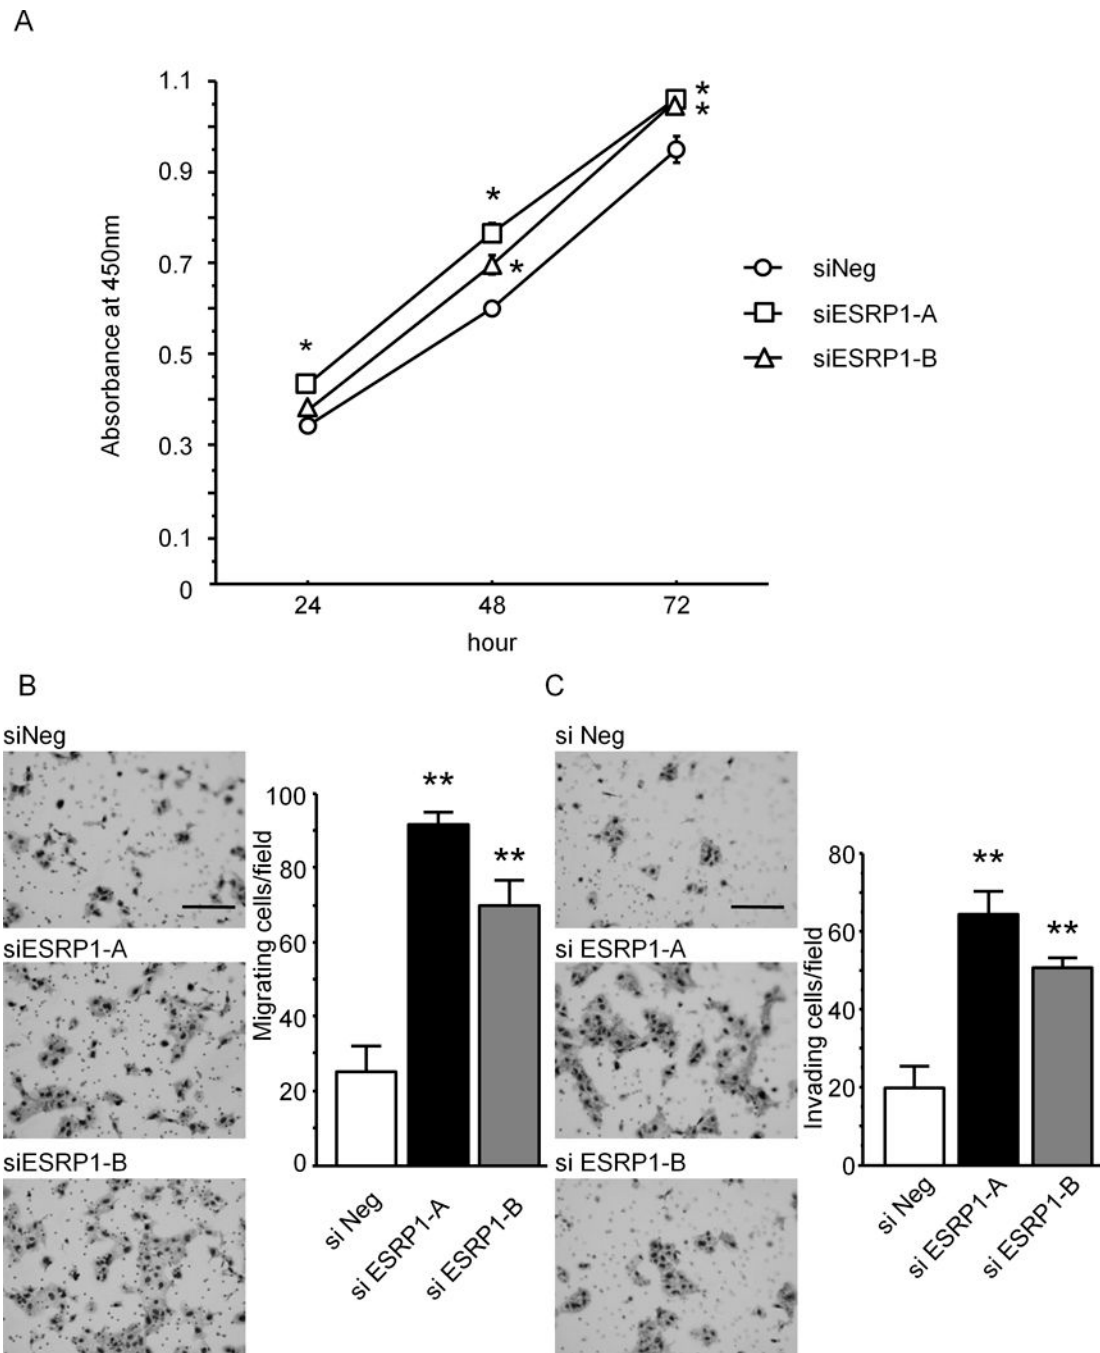 A
1.1
0.9
0.7
0.5
0.3
0.1
0
Absorbance at 450nm
*
*
*
*
*
24
48
72
hour
siNeg
siESRP1-A
siESRP1-B
B
siNeg
siESRP1-A
siESRP1-B
Migrating cells/field
100
80
60
40
20
0
**
**
si Neg
si ESRP1-A
si ESRP1-B
C
si Neg
si ESRP1-A
si ESRP1-B
Invading cells/field
80
60
40
20
0
**
**
si Neg
si ESRP1-A
si ESRP1-B